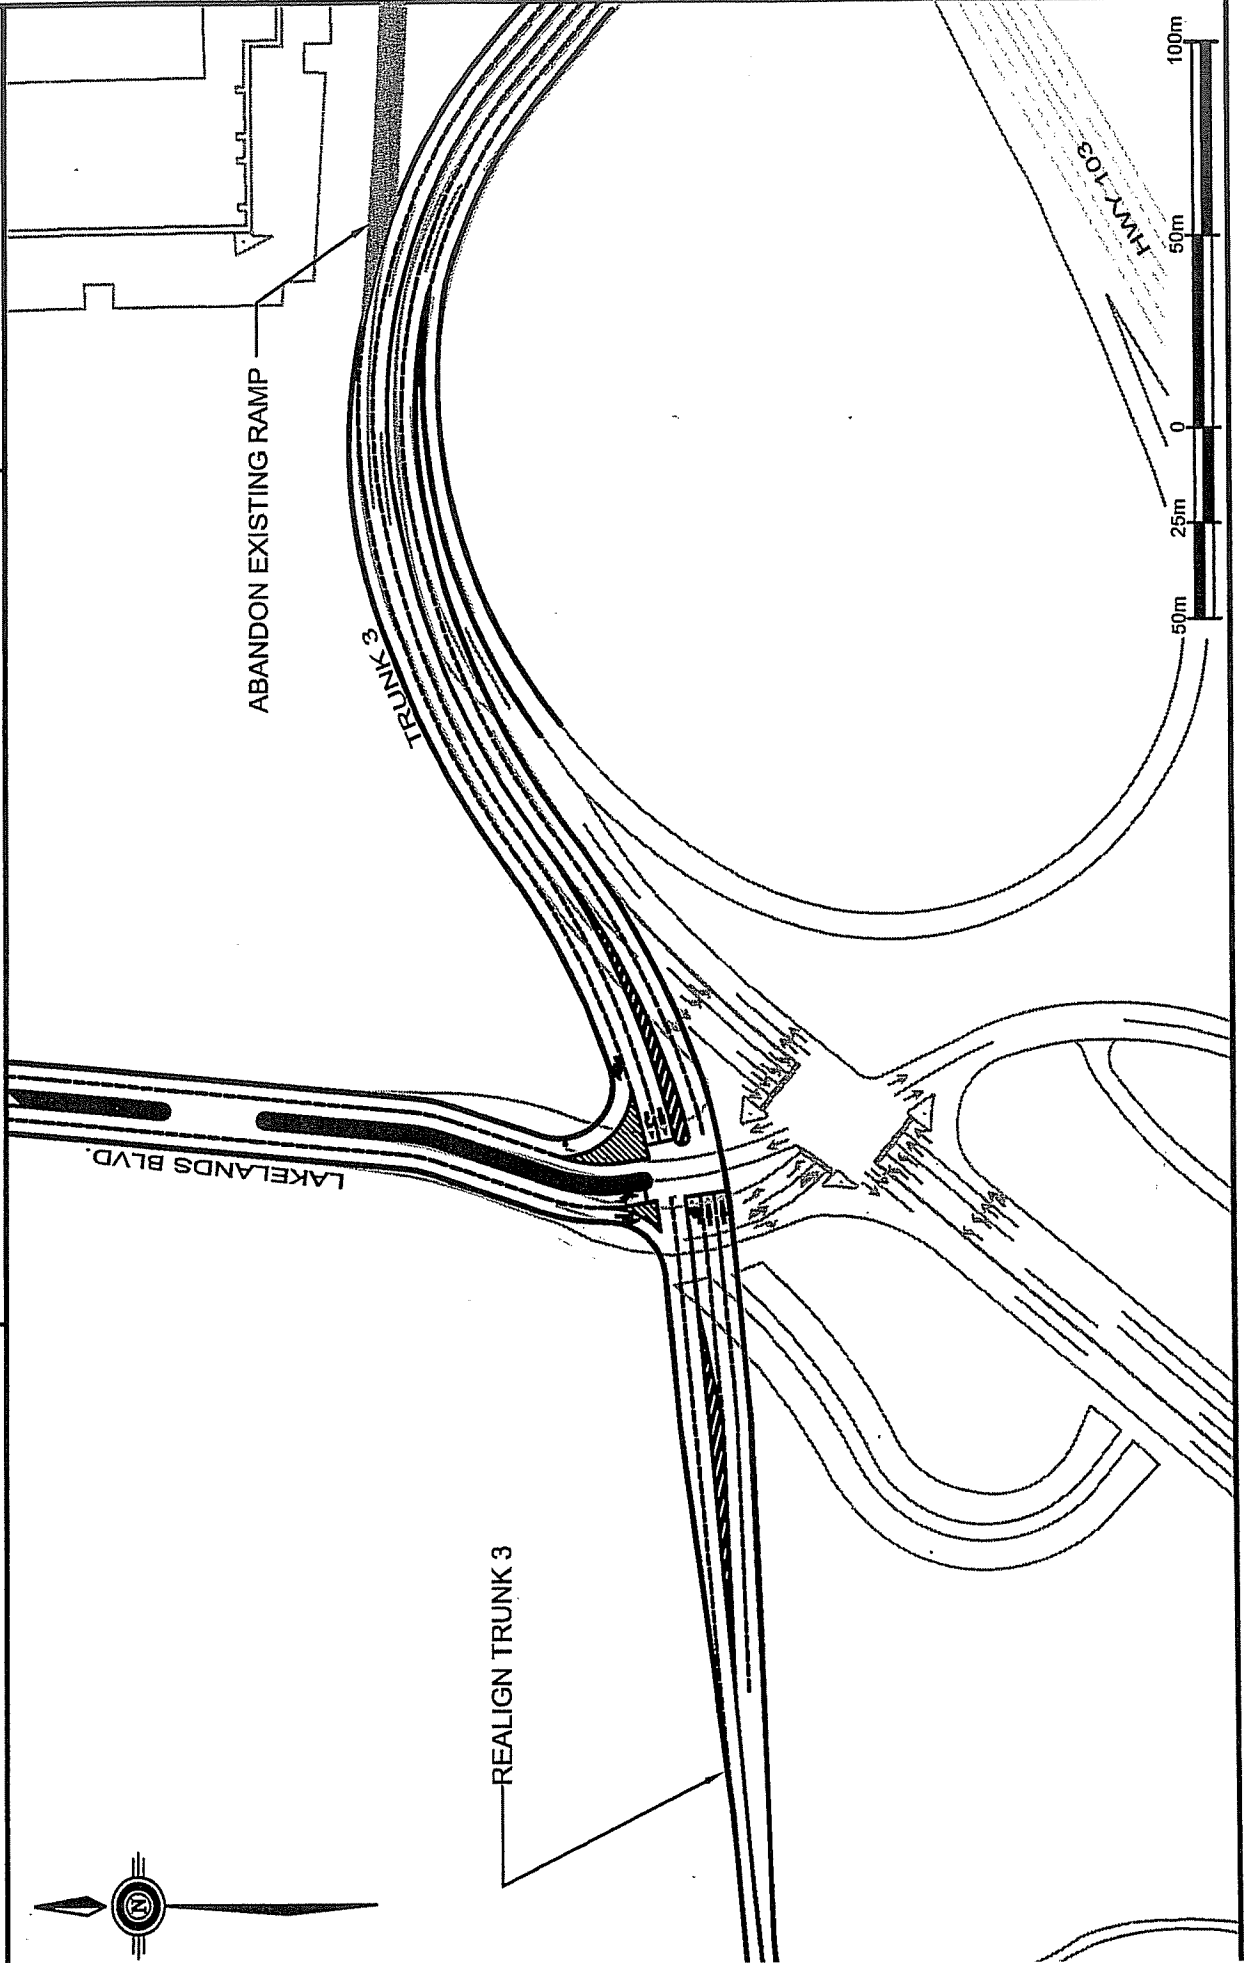 ABANDON EXISTING RAMP
TRUNK 3
HWY 103
LAKELANDS BLVD.
REALIGN TRUNK 3
N
50m
25m
0
50m
100m